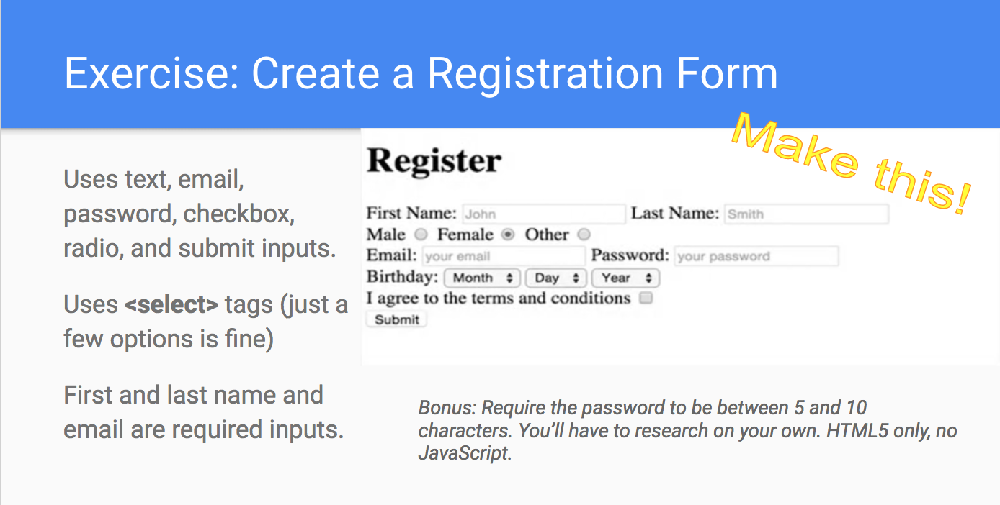 Exercise: Create a Registration Form
Make this!
Uses text, email,
password, checkbox,
radio, and submit inputs.
Uses <select> tags (just a
few options is fine)
First and last name and
email are required inputs.
Register
First Name: John Last Name: Smith
Male Female Other
Email: your email Password: your password
Birthday: Month Day Year
I agree to the terms and conditions
Submit
Bonus: Require the password to be between 5 and 10
characters. You’ll have to research on your own. HTML5 only, no
JavaScript.